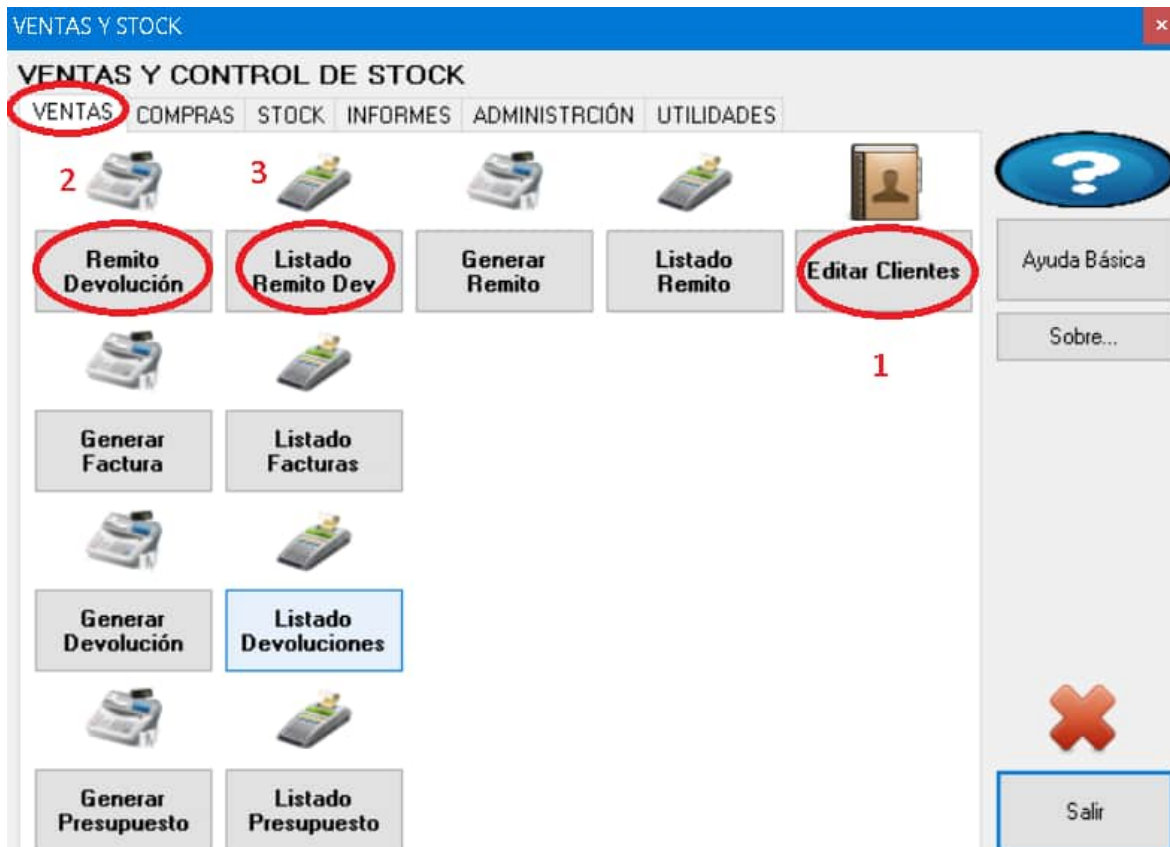 VENTAS Y STOCK
x
VENTAS Y CONTROL DE STOCK
VENTAS COMPRAS STOCK INFORMES ADMINISTRCIÓN UTILIDADES
2
3
?
Remito
Devolución
Listado
Remito Dev
Generar
Remito
Listado
Remito
Editar Clientes
Ayuda Básica
Sobre...
1
Generar
Factura
Listado
Facturas
Generar
Devolución
Listado
Devoluciones
Generar
Presupuesto
Listado
Presupuesto
Salir